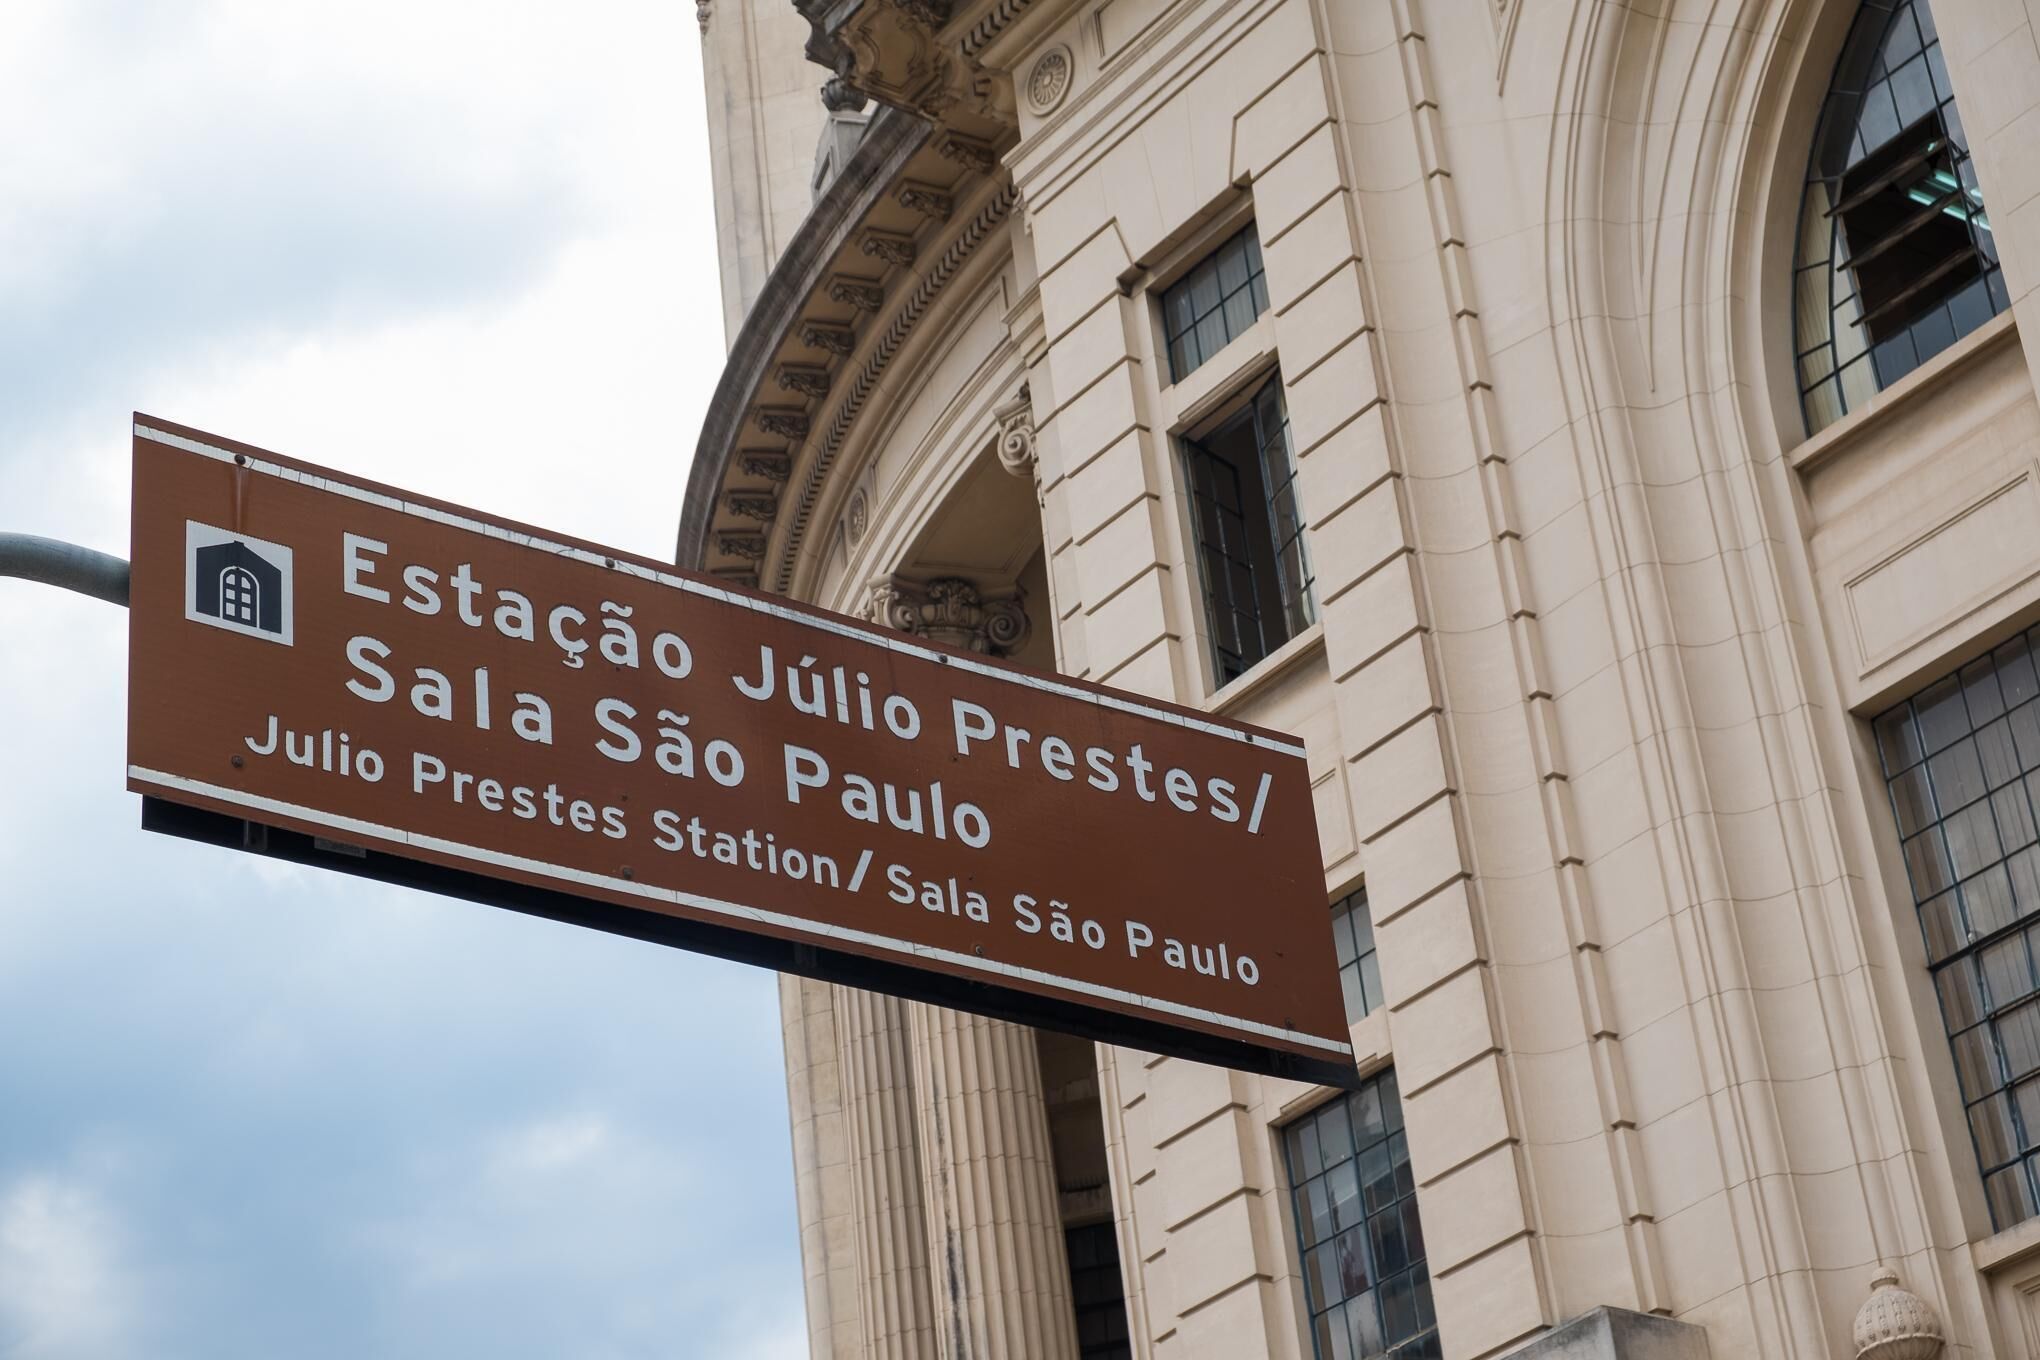 Estação Júlio Prestes/
Sala São Paulo
Julio Prestes Station/Sala São Paulo